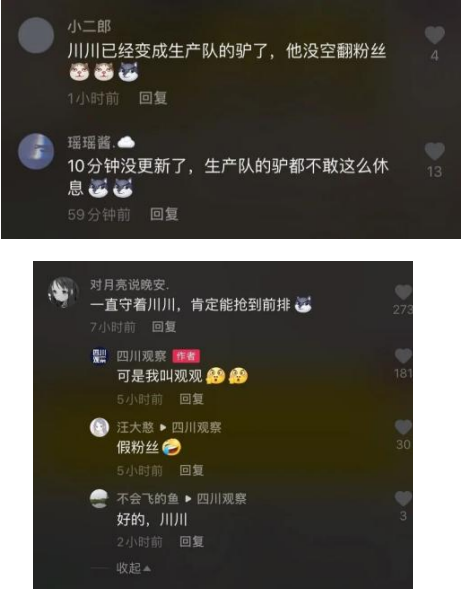 小二郎
川川已经变成生产队的驴了，他没空翻粉丝
4
1小时前 回复
瑶瑶酱.
10分钟没更新了，生产队的驴都不敢这么休
息
13
59分钟前 回复
对月亮说晚安.
一直守着川川，肯定能抢到前排
273
7小时前 回复
四川观察
四川观察 作者
可是我叫观观
181
5小时前 回复
汪大憨 ▸ 四川观察
假粉丝
30
5小时前 回复
不会飞的鱼 ▸ 四川观察
好的，川川
3
2小时前 回复
收起